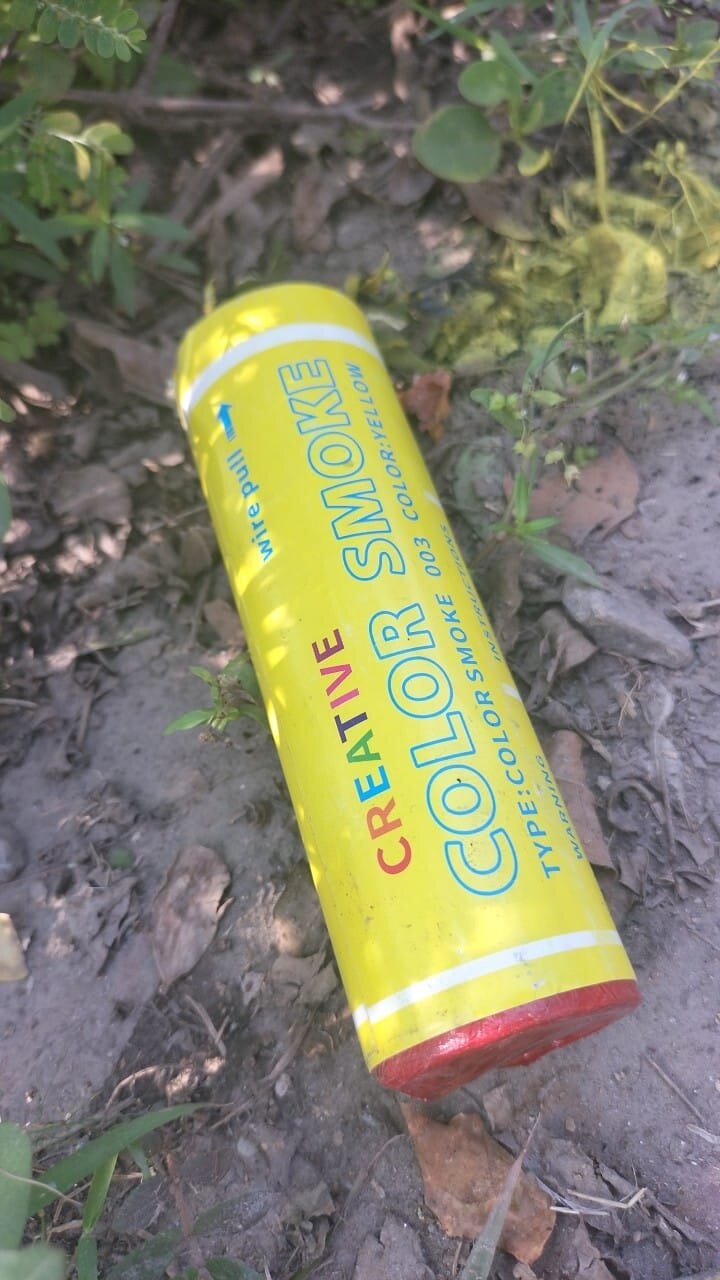 wire pull
CREATIVE
COLOR SMOKE
TYPE:COLOR SMOKE 003 COLOR:YELLOW
WARNING INSTRUCTIONS